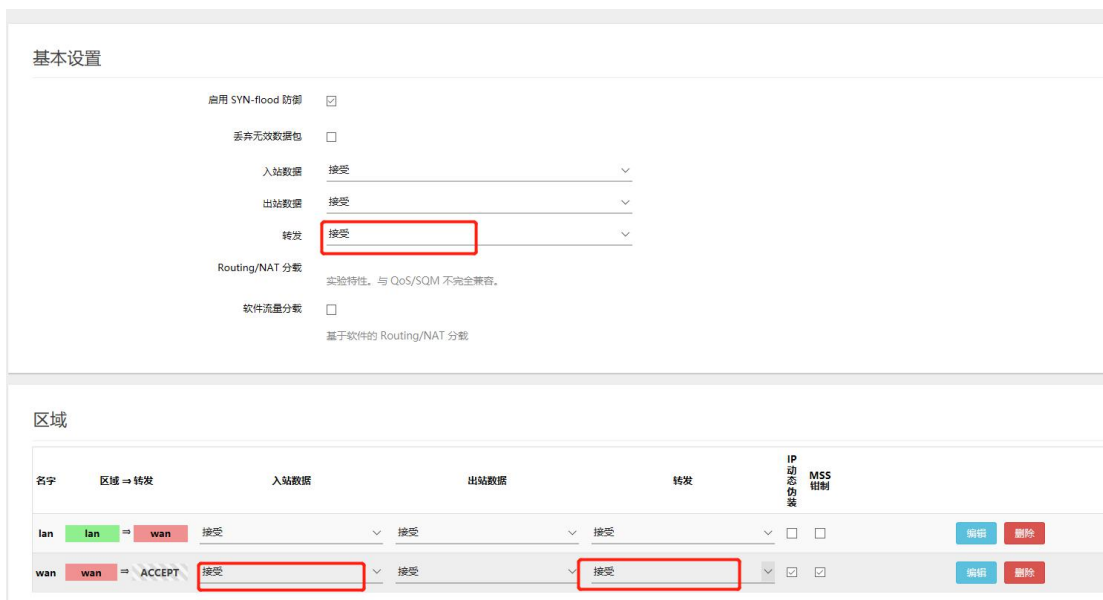 基本设置
启用 SYN-flood 防御
丢弃无效数据包
入站数据 接受
出站数据 接受
转发 接受
Routing/NAT 分载
实验特性。与 QoS/SQM 不完全兼容。
软件流量分载
基于软件的 Routing/NAT 分载
区域
名字 区域 ⇒ 转发 入站数据 出站数据 转发 IP动态伪装 MSS钳制
lan lan ⇒ wan 接受 接受 接受 编辑 删除
wan wan ⇒ ACCEPT 接受 接受 接受 编辑 删除